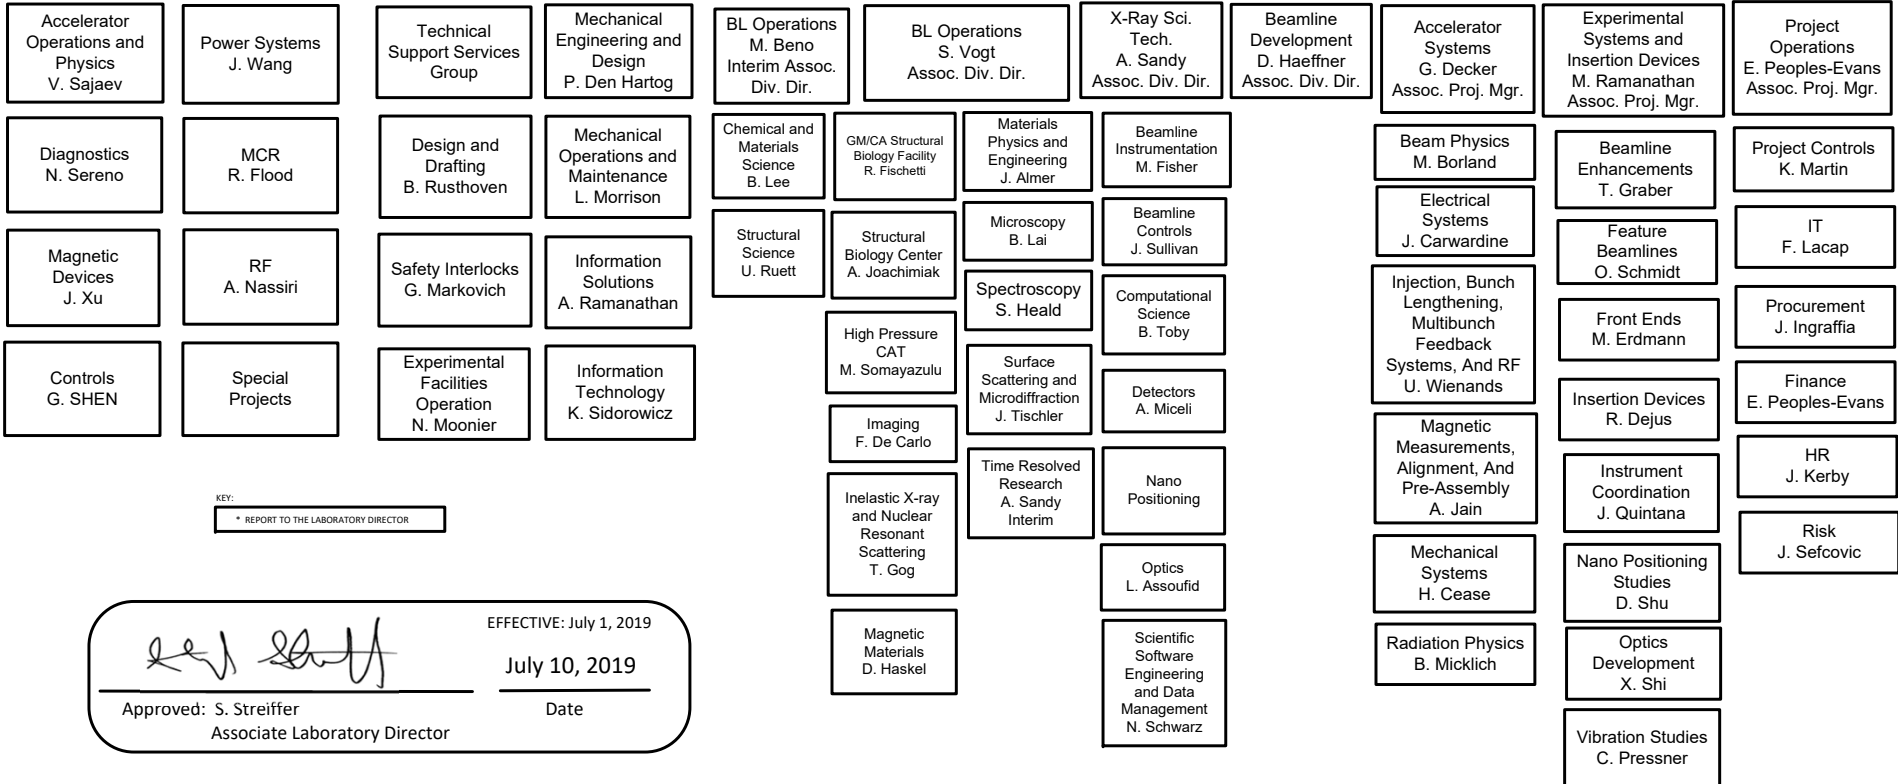 Accelerator
Operations and
Physics
V. Sajaev
Power Systems
J. Wang
Technical
Support Services
Group
Mechanical
Engineering and
Design
P. Den Hartog
BL Operations
M. Beno
Interim Assoc.
Div. Dir.
BL Operations
S. Vogt
Assoc. Div. Dir.
X-Ray Sci.
Tech.
A. Sandy
Assoc. Div. Dir.
Beamline
Development
D. Haeffner
Assoc. Div. Dir.
Accelerator
Systems
G. Decker
Assoc. Proj. Mgr.
Experimental
Systems and
Insertion Devices
M. Ramanathan
Assoc. Proj. Mgr.
Project
Operations
E. Peoples-Evans
Assoc. Proj. Mgr.
Diagnostics
N. Sereno
MCR
R. Flood
Design and
Drafting
B. Rusthoven
Mechanical
Operations and
Maintenance
L. Morrison
Magnetic
Devices
J. Xu
RF
A. Nassiri
Safety Interlocks
G. Markovich
Information
Solutions
A. Ramanathan
Controls
G. SHEN
Special
Projects
Experimental
Facilities
Operation
N. Moonier
Information
Technology
K. Sidorowicz
Chemical and
Materials
Science
B. Lee
Structural
Science
U. Ruett
GM/CA Structural
Biology Facility
R. Fischetti
Structural
Biology Center
A. Joachimiak
High Pressure
CAT
M. Somayazulu
Imaging
F. De Carlo
Inelastic X-ray
and Nuclear
Resonant
Scattering
T. Gog
Magnetic
Materials
D. Haskel
Materials
Physics and
Engineering
J. Almer
Microscopy
B. Lai
Spectroscopy
S. Heald
Surface
Scattering and
Microdiffraction
J. Tischler
Time Resolved
Research
A. Sandy
Interim
Beamline
Instrumentation
M. Fisher
Beamline
Controls
J. Sullivan
Computational
Science
B. Toby
Detectors
A. Miceli
Nano
Positioning
Optics
L. Assoufid
Scientific
Software
Engineering
and Data
Management
N. Schwarz
Beam Physics
M. Borland
Electrical
Systems
J. Carwardine
Injection, Bunch
Lengthening,
Multibunch
Feedback
Systems, And RF
U. Wienands
Magnetic
Measurements,
Alignment, And
Pre-Assembly
A. Jain
Mechanical
Systems
H. Cease
Radiation Physics
B. Micklich
Beamline
Enhancements
T. Graber
Feature
Beamlines
O. Schmidt
Front Ends
M. Erdmann
Insertion Devices
R. Dejus
Instrument
Coordination
J. Quintana
Nano Positioning
Studies
D. Shu
Optics
Development
X. Shi
Vibration Studies
C. Pressner
Project Controls
K. Martin
IT
F. Lacap
Procurement
J. Ingraffia
Finance
E. Peoples-Evans
HR
J. Kerby
Risk
J. Sefcovic
KEY:
* REPORT TO THE LABORATORY DIRECTOR
EFFECTIVE: July 1, 2019
July 10, 2019
Approved: S. Streiffer
Date
Associate Laboratory Director